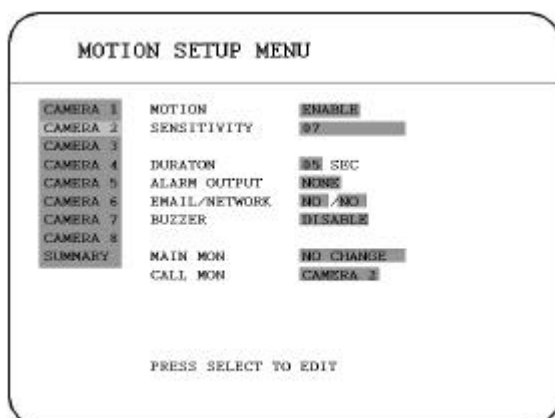 MOTION SETUP MENU
CAMERA 1 MOTION ENABLE
CAMERA 2 SENSITIVITY 07
CAMERA 3
CAMERA 4 DURATON 05 SEC
CAMERA 5 ALARM OUTPUT NONE
CAMERA 6 EMAIL/NETWORK NO /NO
CAMERA 7 BUZZER DISABLE
CAMERA 8
SUMMARY MAIN MON NO CHANGE
CALL MON CAMERA 2
PRESS SELECT TO EDIT